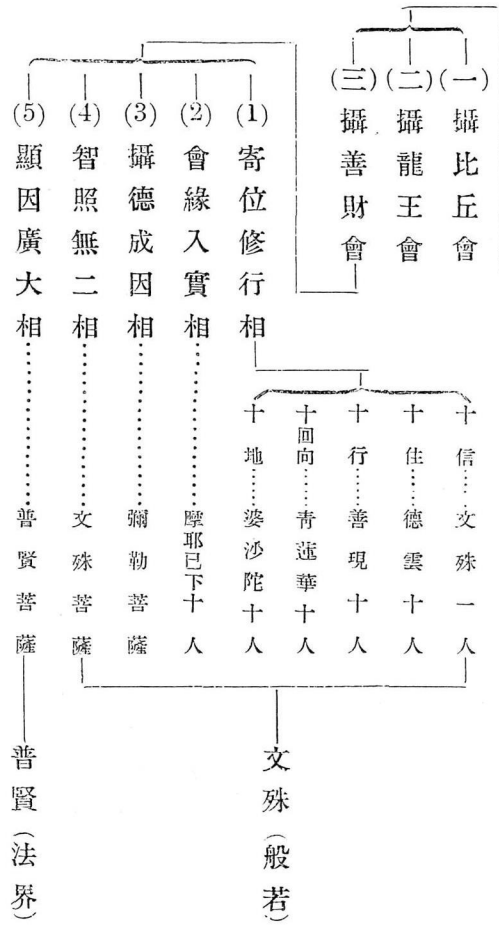 (一)攝比丘會
(二)攝龍王會
(三)攝善財會
(1)寄位修行相
(2)會緣入實相
(3)攝德成因相
(4)智照無二相
(5)顯因廣大相
十信……文殊一人
十住……德雲十人
十行……善現十人
十回向……靑蓮華十人
十地……婆沙陀十人
摩耶已下十人
彌勒菩薩
文殊菩薩
普賢菩薩
文殊(般若)
普賢(法界)